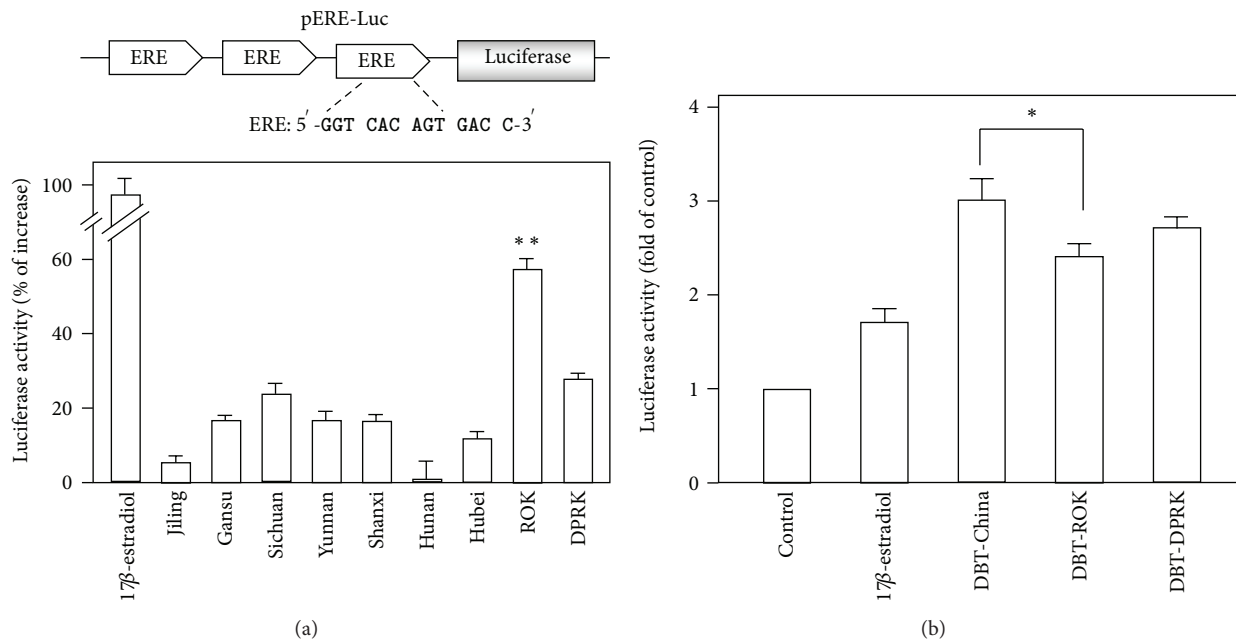 pERE-Luc
ERE ERE ERE Luciferase
ERE: 5′ -GGT CAC AGT GAC C-3′
Luciferase activity (% of increase)
100
60
40
20
0
**
17β-estradiol
Jiling
Gansu
Sichuan
Yunnan
Shanxi
Hunan
Hubei
ROK
DPRK
(a)
Luciferase activity (fold of control)
4
3
2
1
0
*
Control
17β-estradiol
DBT-China
DBT-ROK
DBT-DPRK
(b)